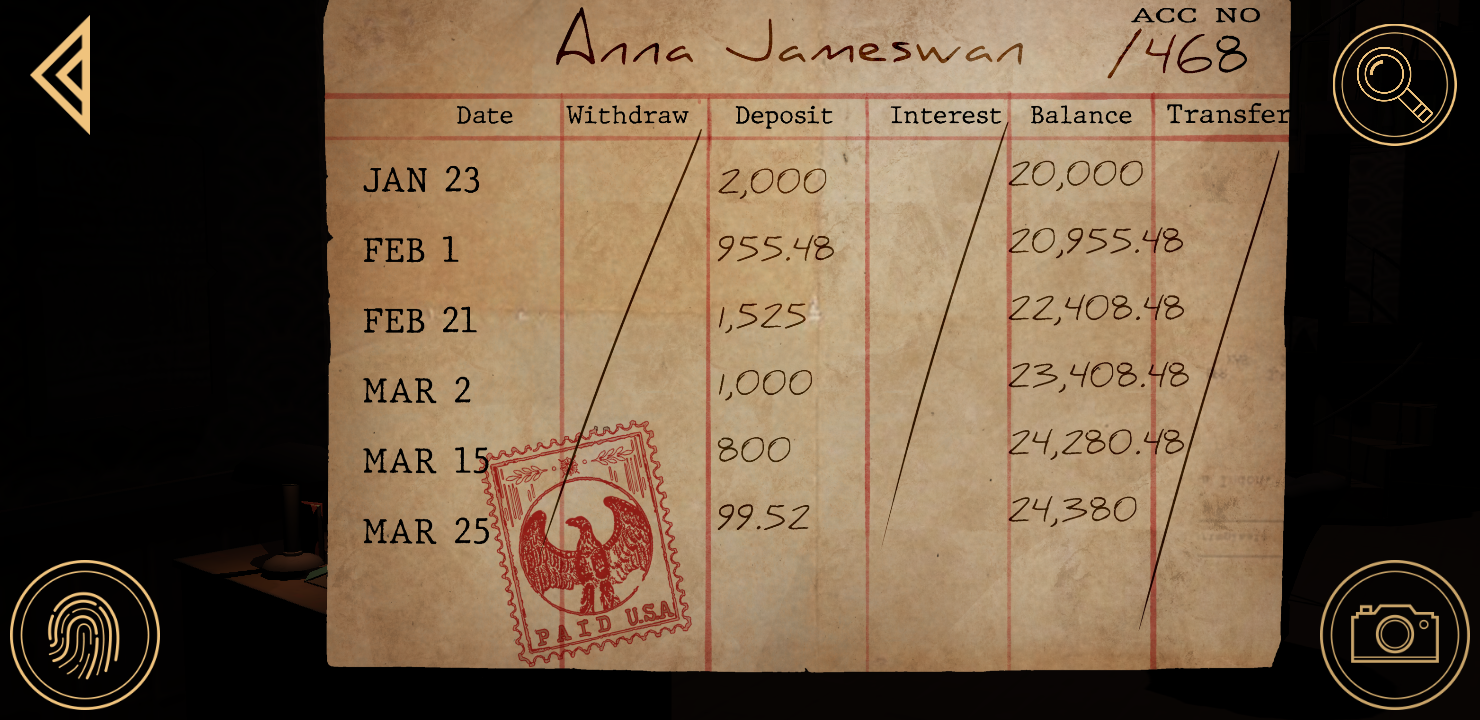 ACC NO
Anna Jameswan 1468
Date Withdraw Deposit Interest Balance Transfer
JAN 23 2,000 20,000
FEB 1 955.48 20,955.48
FEB 21 1,525 22,408.48
MAR 2 1,000 23,408.48
MAR 15 800 24,280.48
MAR 25 99.52 24,380
PAID U.S.A